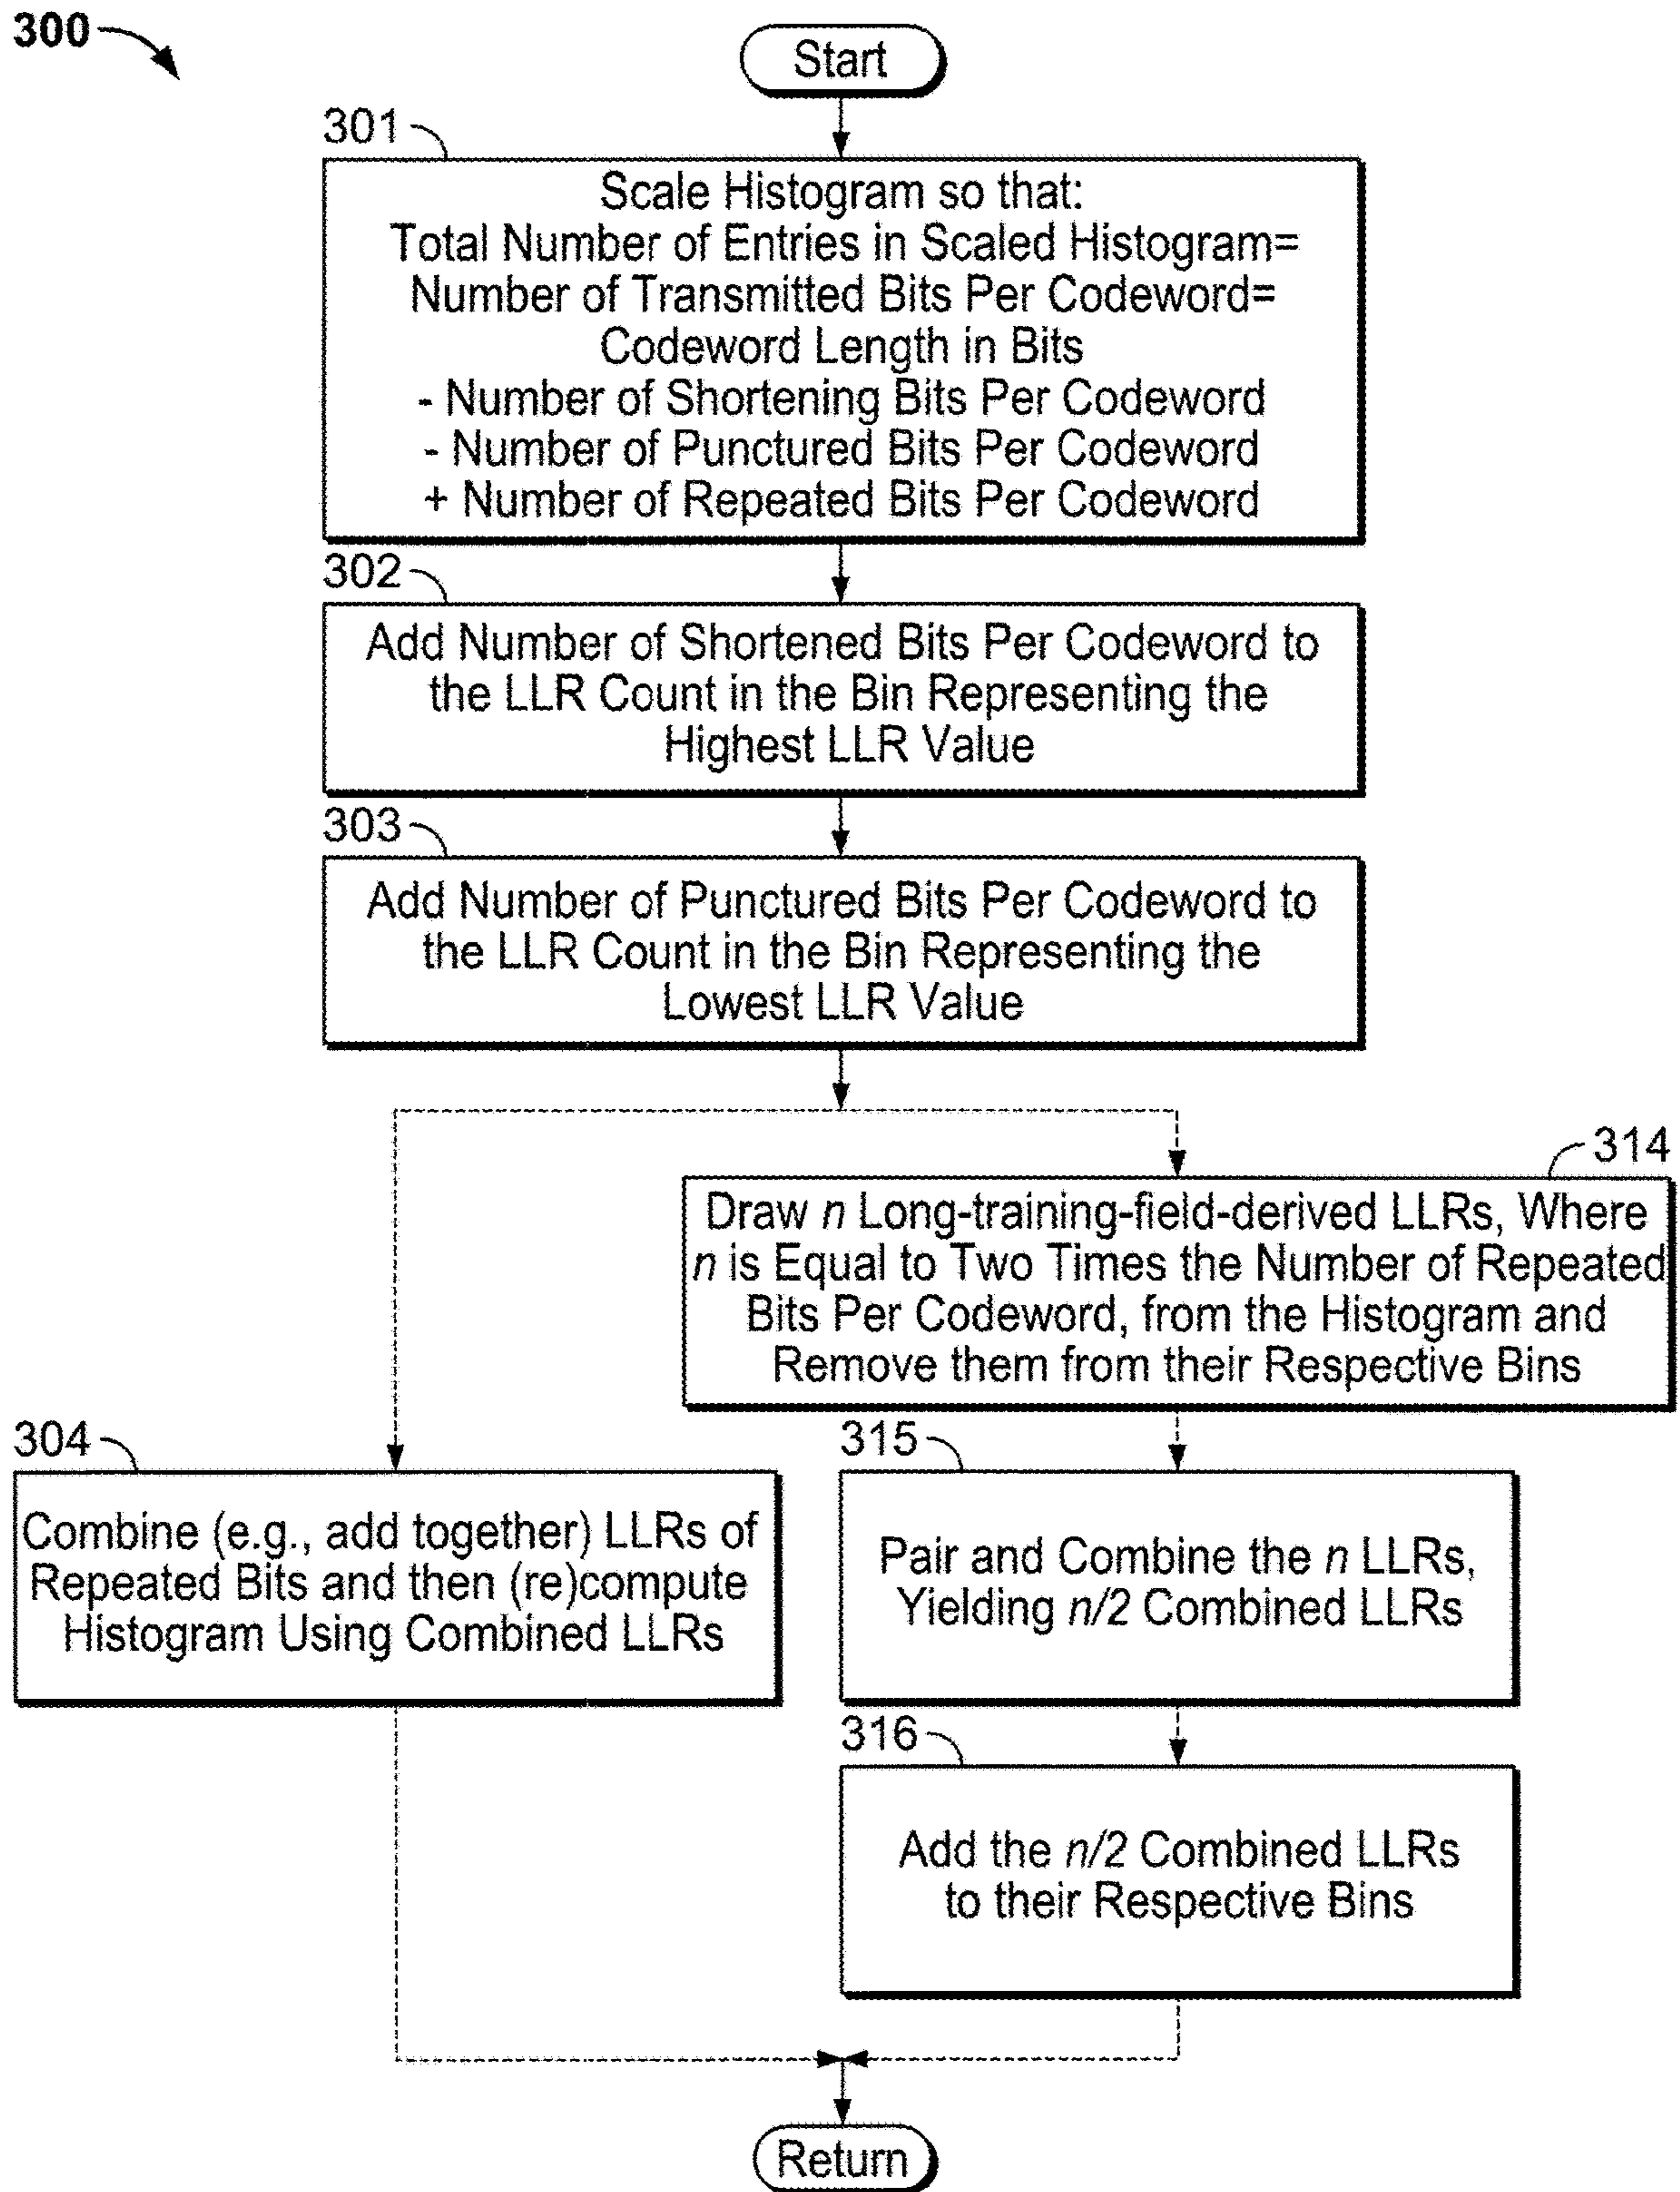 300
Start
301
Scale Histogram so that:
Total Number of Entries in Scaled Histogram=
Number of Transmitted Bits Per Codeword=
Codeword Length in Bits
- Number of Shortening Bits Per Codeword
- Number of Punctured Bits Per Codeword
+ Number of Repeated Bits Per Codeword
302
Add Number of Shortened Bits Per Codeword to
the LLR Count in the Bin Representing the
Highest LLR Value
303
Add Number of Punctured Bits Per Codeword to
the LLR Count in the Bin Representing the
Lowest LLR Value
314
Draw n Long-training-field-derived LLRs, Where
n is Equal to Two Times the Number of Repeated
Bits Per Codeword, from the Histogram and
Remove them from their Respective Bins
304
Combine (e.g., add together) LLRs of
Repeated Bits and then (re)compute
Histogram Using Combined LLRs
315
Pair and Combine the n LLRs,
Yielding n/2 Combined LLRs
316
Add the n/2 Combined LLRs
to their Respective Bins
Return